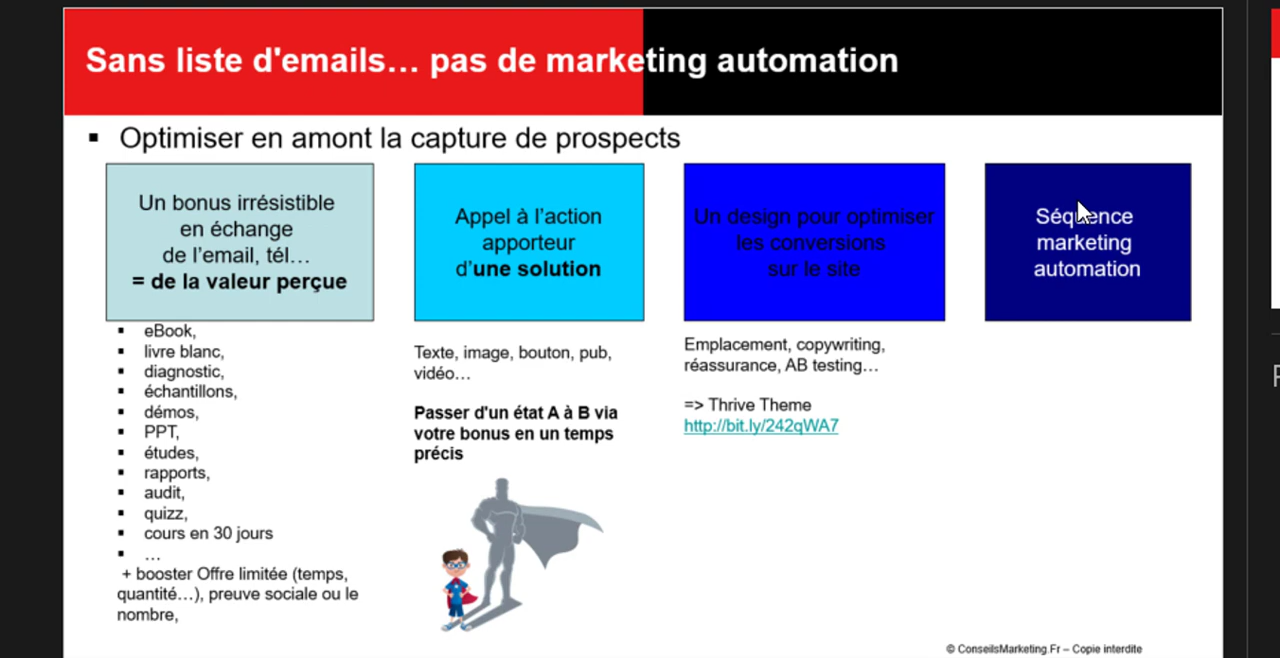 Sans liste d'emails… pas de marketing automation
▪ Optimiser en amont la capture de prospects
Un bonus irrésistible
en échange
de l'email, tél…
= de la valeur perçue
▪ eBook,
▪ livre blanc,
▪ diagnostic,
▪ échantillons,
▪ démos,
▪ PPT,
▪ études,
▪ rapports,
▪ audit,
▪ quizz,
▪ cours en 30 jours
▪ …
+ booster Offre limitée (temps,
quantité…), preuve sociale ou le
nombre,
Appel à l'action
apporteur
d'une solution
Texte, image, bouton, pub,
vidéo…
Passer d'un état A à B via
votre bonus en un temps
précis
Un design pour optimiser
les conversions
sur le site
Emplacement, copywriting,
réassurance, AB testing…
=> Thrive Theme
http://bit.ly/242qWA7
Séquence
marketing
automation
© ConseilsMarketing.Fr – Copie interdite